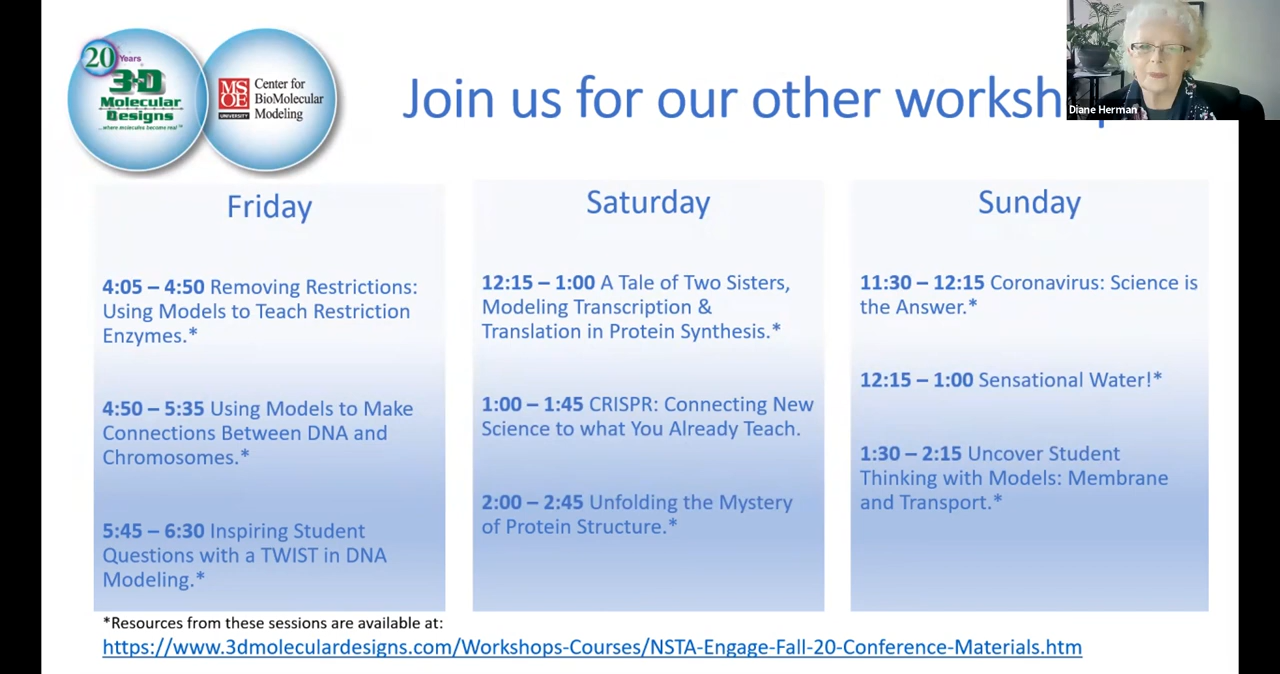 20 Years
3D
Molecular
Designs
...where molecules become real™
MS
OE
UNIVERSITY
Center for
BioMolecular
Modeling
Join us for our other worksh
Diane Herman
Friday
4:05 – 4:50 Removing Restrictions:
Using Models to Teach Restriction
Enzymes.*
4:50 – 5:35 Using Models to Make
Connections Between DNA and
Chromosomes.*
5:45 – 6:30 Inspiring Student
Questions with a TWIST in DNA
Modeling.*
Saturday
12:15 – 1:00 A Tale of Two Sisters,
Modeling Transcription &
Translation in Protein Synthesis.*
1:00 – 1:45 CRISPR: Connecting New
Science to what You Already Teach.
2:00 – 2:45 Unfolding the Mystery
of Protein Structure.*
Sunday
11:30 – 12:15 Coronavirus: Science is
the Answer.*
12:15 – 1:00 Sensational Water!*
1:30 – 2:15 Uncover Student
Thinking with Models: Membrane
and Transport.*
*Resources from these sessions are available at:
https://www.3dmoleculardesigns.com/Workshops-Courses/NSTA-Engage-Fall-20-Conference-Materials.htm